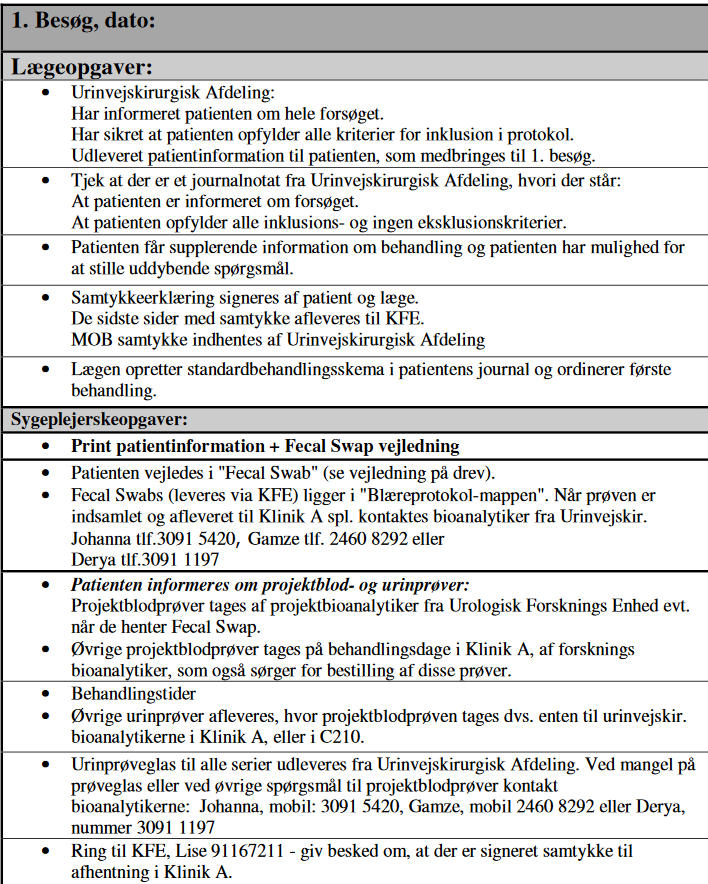 1. Besøg, dato:
Lægeopgaver:
• Urinvejskirurgisk Afdeling:
Har informeret patienten om hele forsøget.
Har sikret at patienten opfylder alle kriterier for inklusion i protokol.
Udleveret patientinformation til patienten, som medbringes til 1. besøg.
• Tjek at der er et journalnotat fra Urinvejskirurgisk Afdeling, hvori der står:
At patienten er informeret om forsøget.
At patienten opfylder alle inklusions- og ingen eksklusionskriterier.
• Patienten får supplerende information om behandling og patienten har mulighed for
at stille uddybende spørgsmål.
• Samtykkeerklæring signeres af patient og læge.
De sidste sider med samtykke afleveres til KFE.
MOB samtykke indhentes af Urinvejskirurgisk Afdeling
• Lægen opretter standardbehandlingsskema i patientens journal og ordinerer første
behandling.
Sygeplejerskeopgaver:
• Print patientinformation + Fecal Swap vejledning
• Patienten vejledes i "Fecal Swab" (se vejledning på drev).
• Fecal Swabs (leveres via KFE) ligger i "Blæreprotokol-mappen". Når prøven er
indsamlet og afleveret til Klinik A spl. kontaktes bioanalytiker fra Urinvejskir.
Johanna tlf.3091 5420, Gamze tlf. 2460 8292 eller
Derya tlf.3091 1197
• Patienten informeres om projektblod- og urinprøver:
Projektblodprøver tages af projektbioanalytiker fra Urologisk Forsknings Enhed evt.
når de henter Fecal Swap.
• Øvrige projektblodprøver tages på behandlingsdage i Klinik A, af forsknings
bioanalytiker, som også sørger for bestilling af disse prøver.
• Behandlingstider
• Øvrige urinprøver afleveres, hvor projektblodprøven tages dvs. enten til urinvejskir.
bioanalytikerne i Klinik A, eller i C210.
• Urinprøveglas til alle serier udleveres fra Urinvejskirurgisk Afdeling. Ved mangel på
prøveglas eller ved øvrige spørgsmål til projektblodprøver kontakt
bioanalytikerne: Johanna, mobil: 3091 5420, Gamze, mobil 2460 8292 eller Derya,
nummer 3091 1197
• Ring til KFE, Lise 91167211 - giv besked om, at der er signeret samtykke til
afhentning i Klinik A.